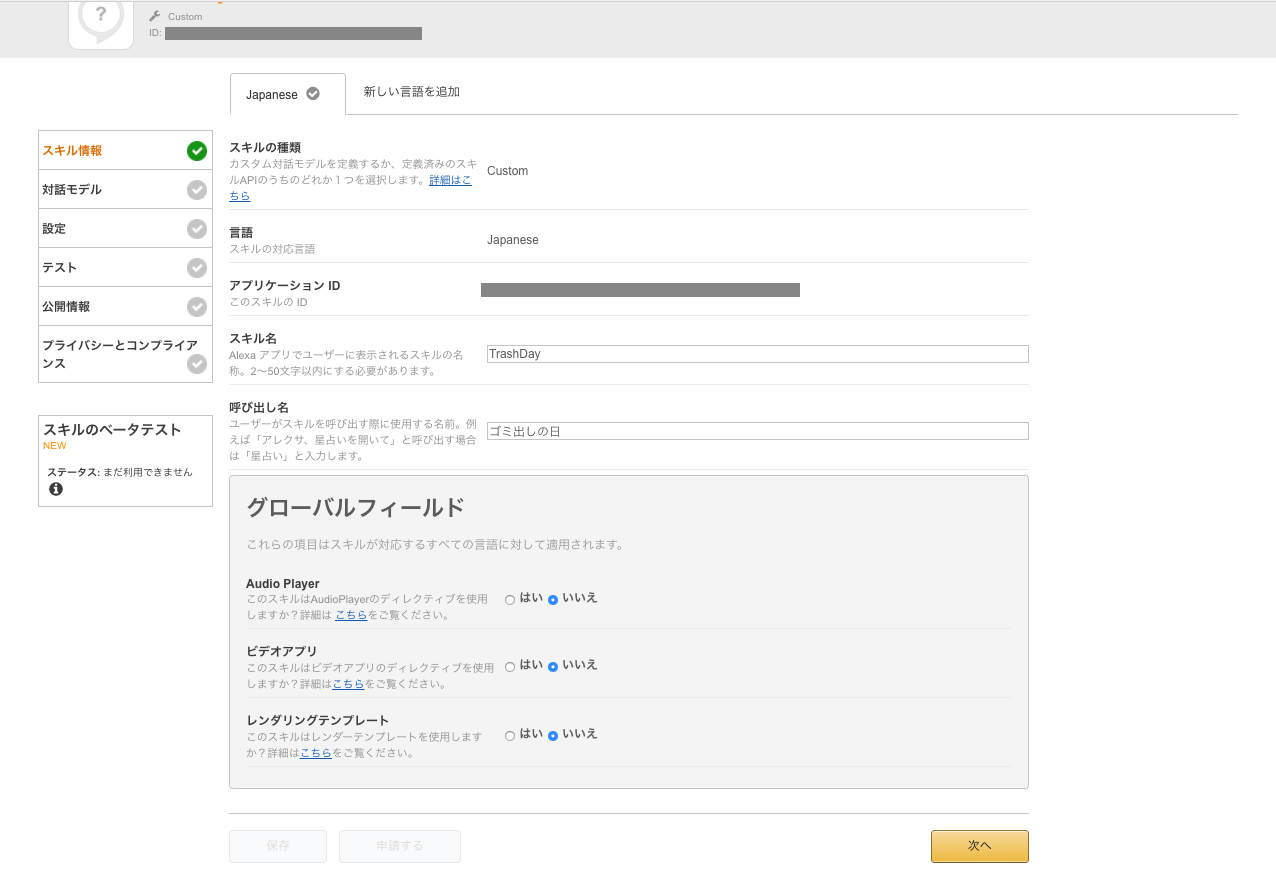 Custom
ID:
Japanese
新しい言語を追加
スキル情報
対話モデル
設定
テスト
公開情報
プライバシーとコンプライア
ンス
スキルのベータテスト
NEW
ステータス: まだ利用できません
スキルの種類
カスタム対話モデルを定義するか、定義済みのスキ
ルAPIのうちのどれか１つを選択します。詳細はこ
ちら
Custom
言語
スキルの対応言語
Japanese
アプリケーション ID
このスキルの ID
スキル名
Alexa アプリでユーザーに表示されるスキルの名
称。2〜50文字以内にする必要があります。
TrashDay
呼び出し名
ユーザーがスキルを呼び出す際に使用する名前。例
えば「アレクサ、星占いを開いて」と呼び出す場合
は「星占い」と入力します。
ゴミ出しの日
グローバルフィールド
これらの項目はスキルが対応するすべての言語に対して適用されます。
Audio Player
このスキルはAudioPlayerのディレクティブを使用
しますか？詳細は こちらをご覧ください。
はい いいえ
ビデオアプリ
このスキルはビデオアプリのディレクティブを使用
しますか？詳細はこちらをご覧ください。
はい いいえ
レンダリングテンプレート
このスキルはレンダーテンプレートを使用します
か？詳細はこちらをご覧ください。
はい いいえ
保存
申請する
次へ